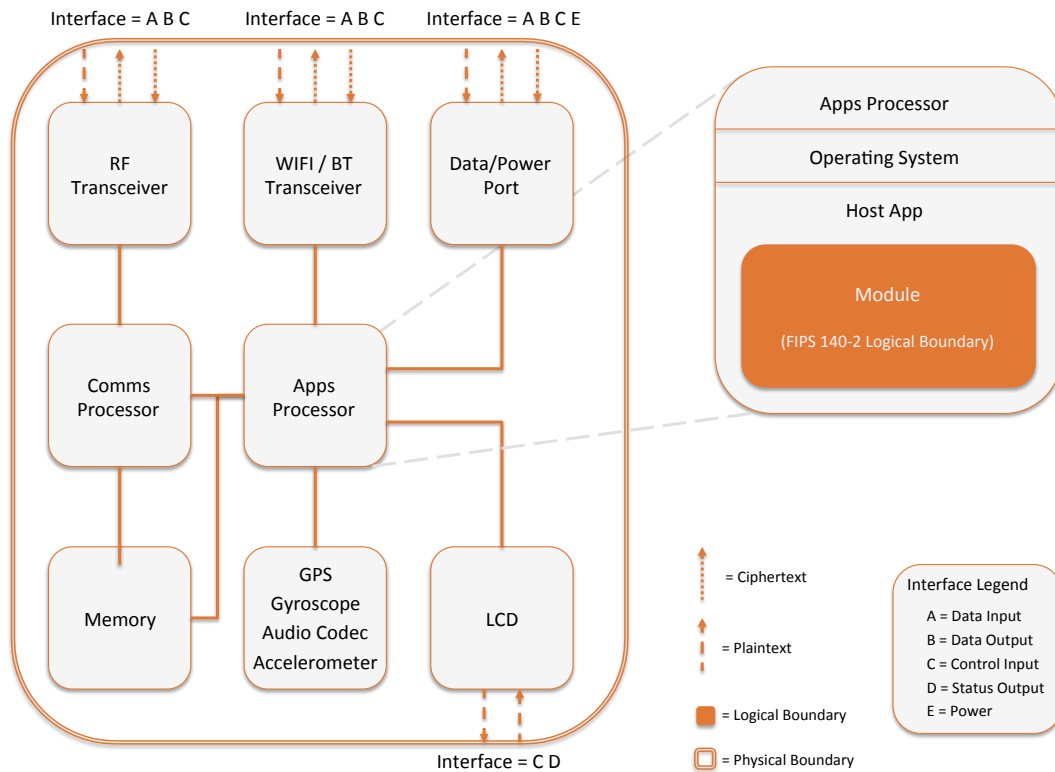 Interface = A B C
Interface = A B C
Interface = A B C E
RF
Transceiver
WIFI / BT
Transceiver
Data/Power
Port
Comms
Processor
Apps
Processor
Memory
GPS
Gyroscope
Audio Codec
Accelerometer
LCD
Interface = C D
Apps Processor
Operating System
Host App
Module
(FIPS 140-2 Logical Boundary)
= Ciphertext
= Plaintext
= Logical Boundary
= Physical Boundary
Interface Legend
A = Data Input
B = Data Output
C = Control Input
D = Status Output
E = Power